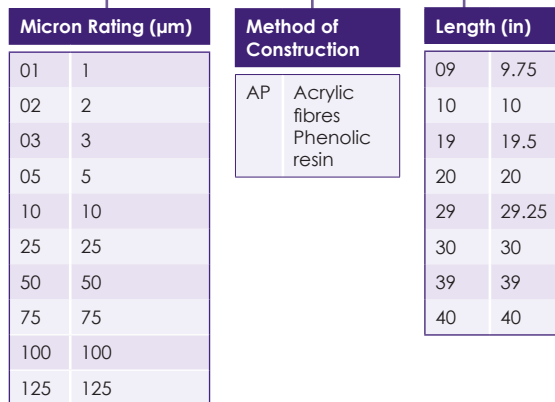 Micron Rating (µm)
01 1
02 2
03 3
05 5
10 10
25 25
50 50
75 75
100 100
125 125
Method of
Construction
AP Acrylic
fibres
Phenolic
resin
Length (in)
09 9.75
10 10
19 19.5
20 20
29 29.25
30 30
39 39
40 40